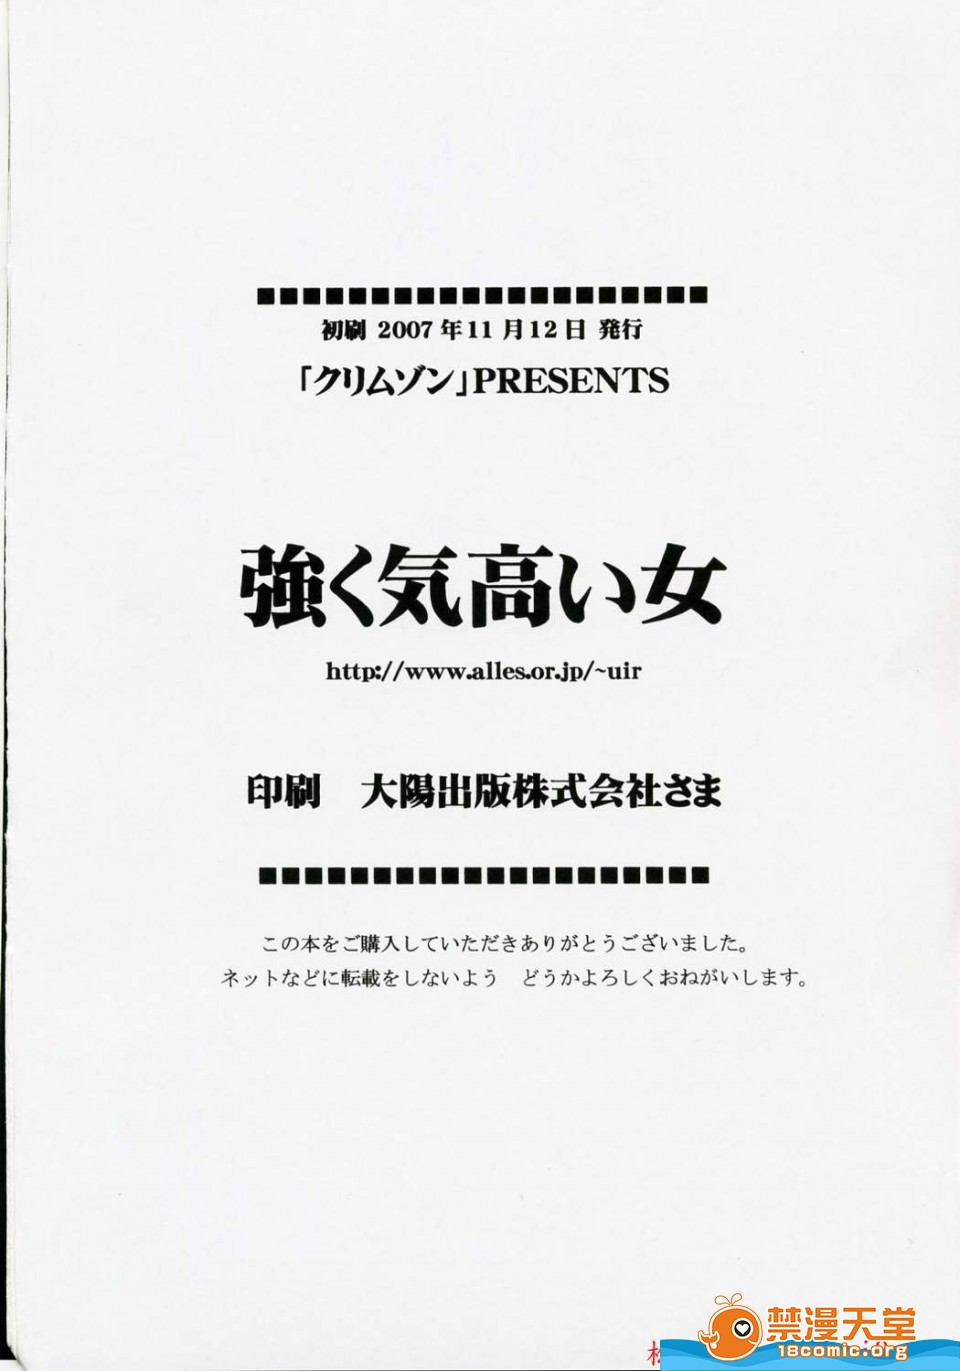 初刷 2007年11月12日 発行
「クリムゾン」PRESENTS
強く気高い女
http://www.alles.or.jp/~uir
印刷　大陽出版株式会社さま
この本をご購入していただきありがとうございました。
ネットなどに転載をしないよう　どうかよろしくおねがいします。
禁漫天堂
18comic.org